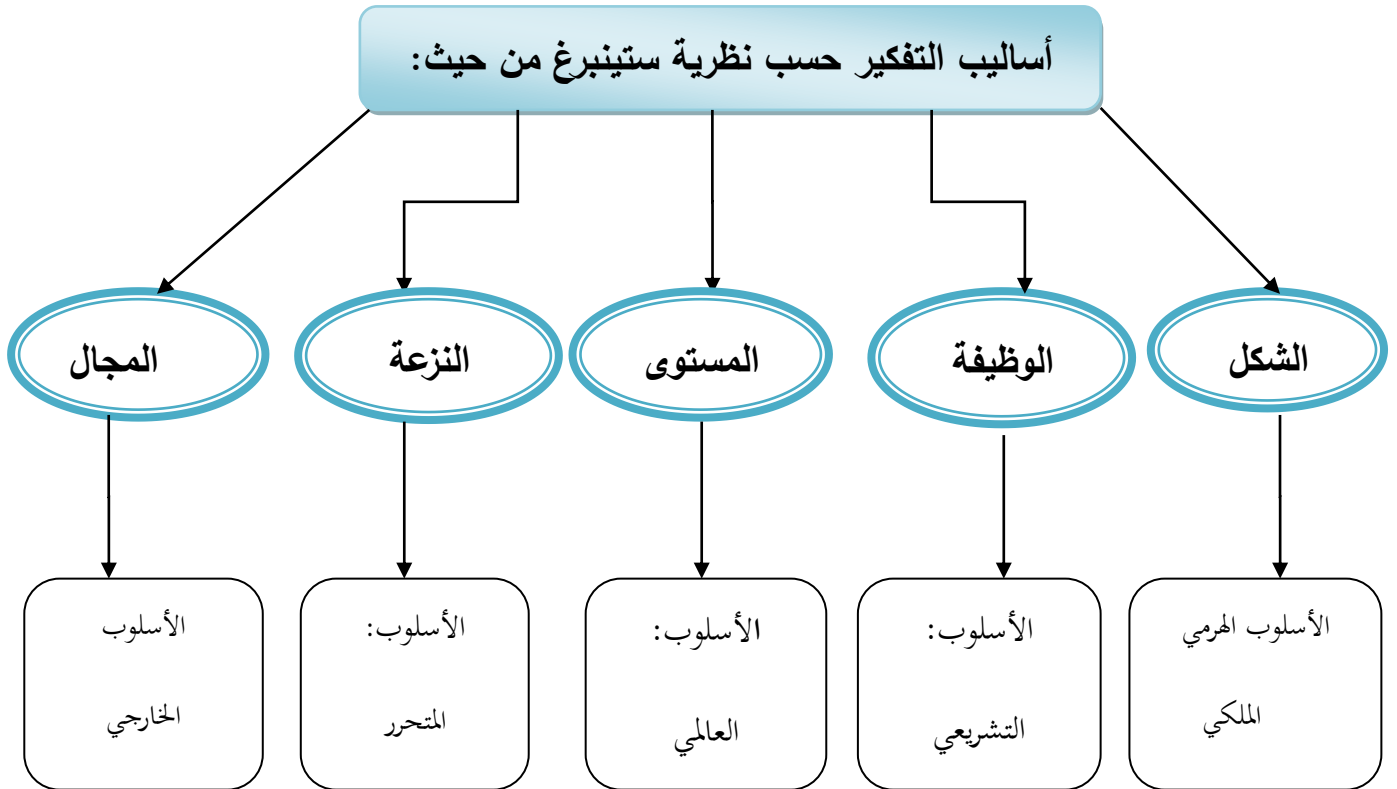 أساليب التفكير حسب نظرية ستينبرغ من حيث:
الشكل
الوظيفة
المستوى
النزعة
المجال
الأسلوب الهرمي
الملكي
الأسلوب:
التشريعي
الأسلوب:
العالمي
الأسلوب:
المتحرر
الأسلوب
الخارجي